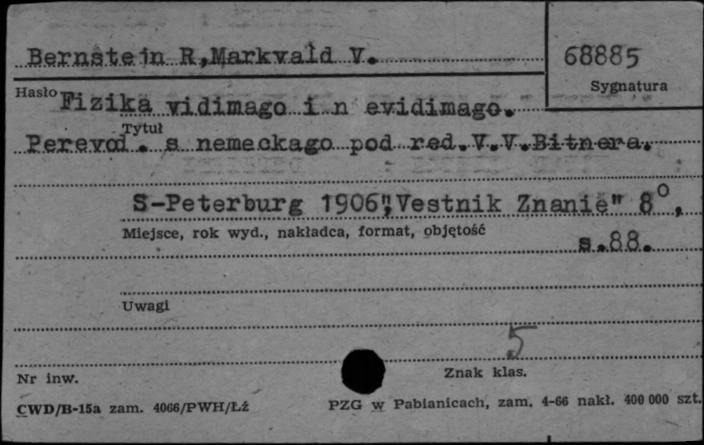 Bernstein R,Markvald V.
68885
Sygnatura
Hasło
Fizika vidimago i n evidimago.
Tytuł
Perevod. s nemeckago pod red.V.V.Bitnera.
S-Peterburg 1906",Vestnik Znanie" 8°,
Miejsce, rok wyd., nakładca, format, objętość
s.88.
Uwagi
5
Nr inw.
Znak klas.
CWD/B-15a zam. 4066/PWH/Łź
PZG w Pabianicach, zam. 4-66 nakł. 400 000 szt.